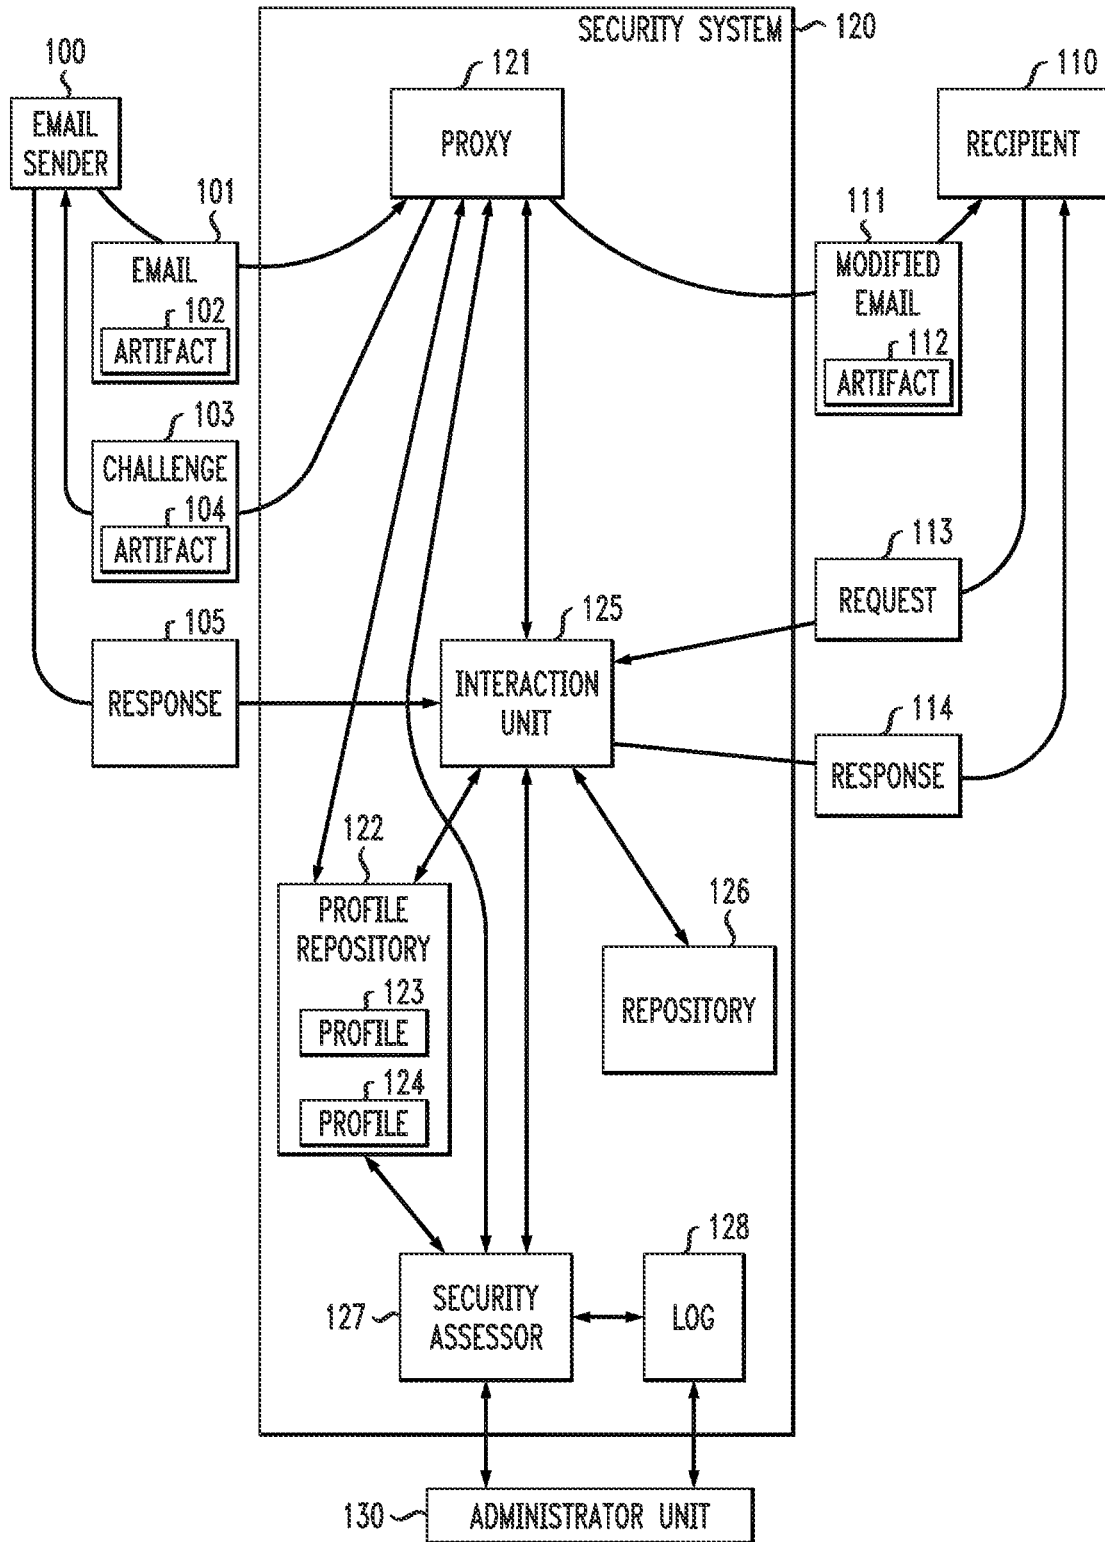 SECURITY SYSTEM
120
100
121
110
EMAIL
SENDER
PROXY
RECIPIENT
101
111
EMAIL
MODIFIED
EMAIL
102
ARTIFACT
112
ARTIFACT
103
CHALLENGE
104
ARTIFACT
113
REQUEST
105
125
RESPONSE
INTERACTION
UNIT
114
RESPONSE
122
PROFILE
REPOSITORY
126
REPOSITORY
123
PROFILE
124
PROFILE
128
127
SECURITY
ASSESSOR
LOG
130
ADMINISTRATOR UNIT